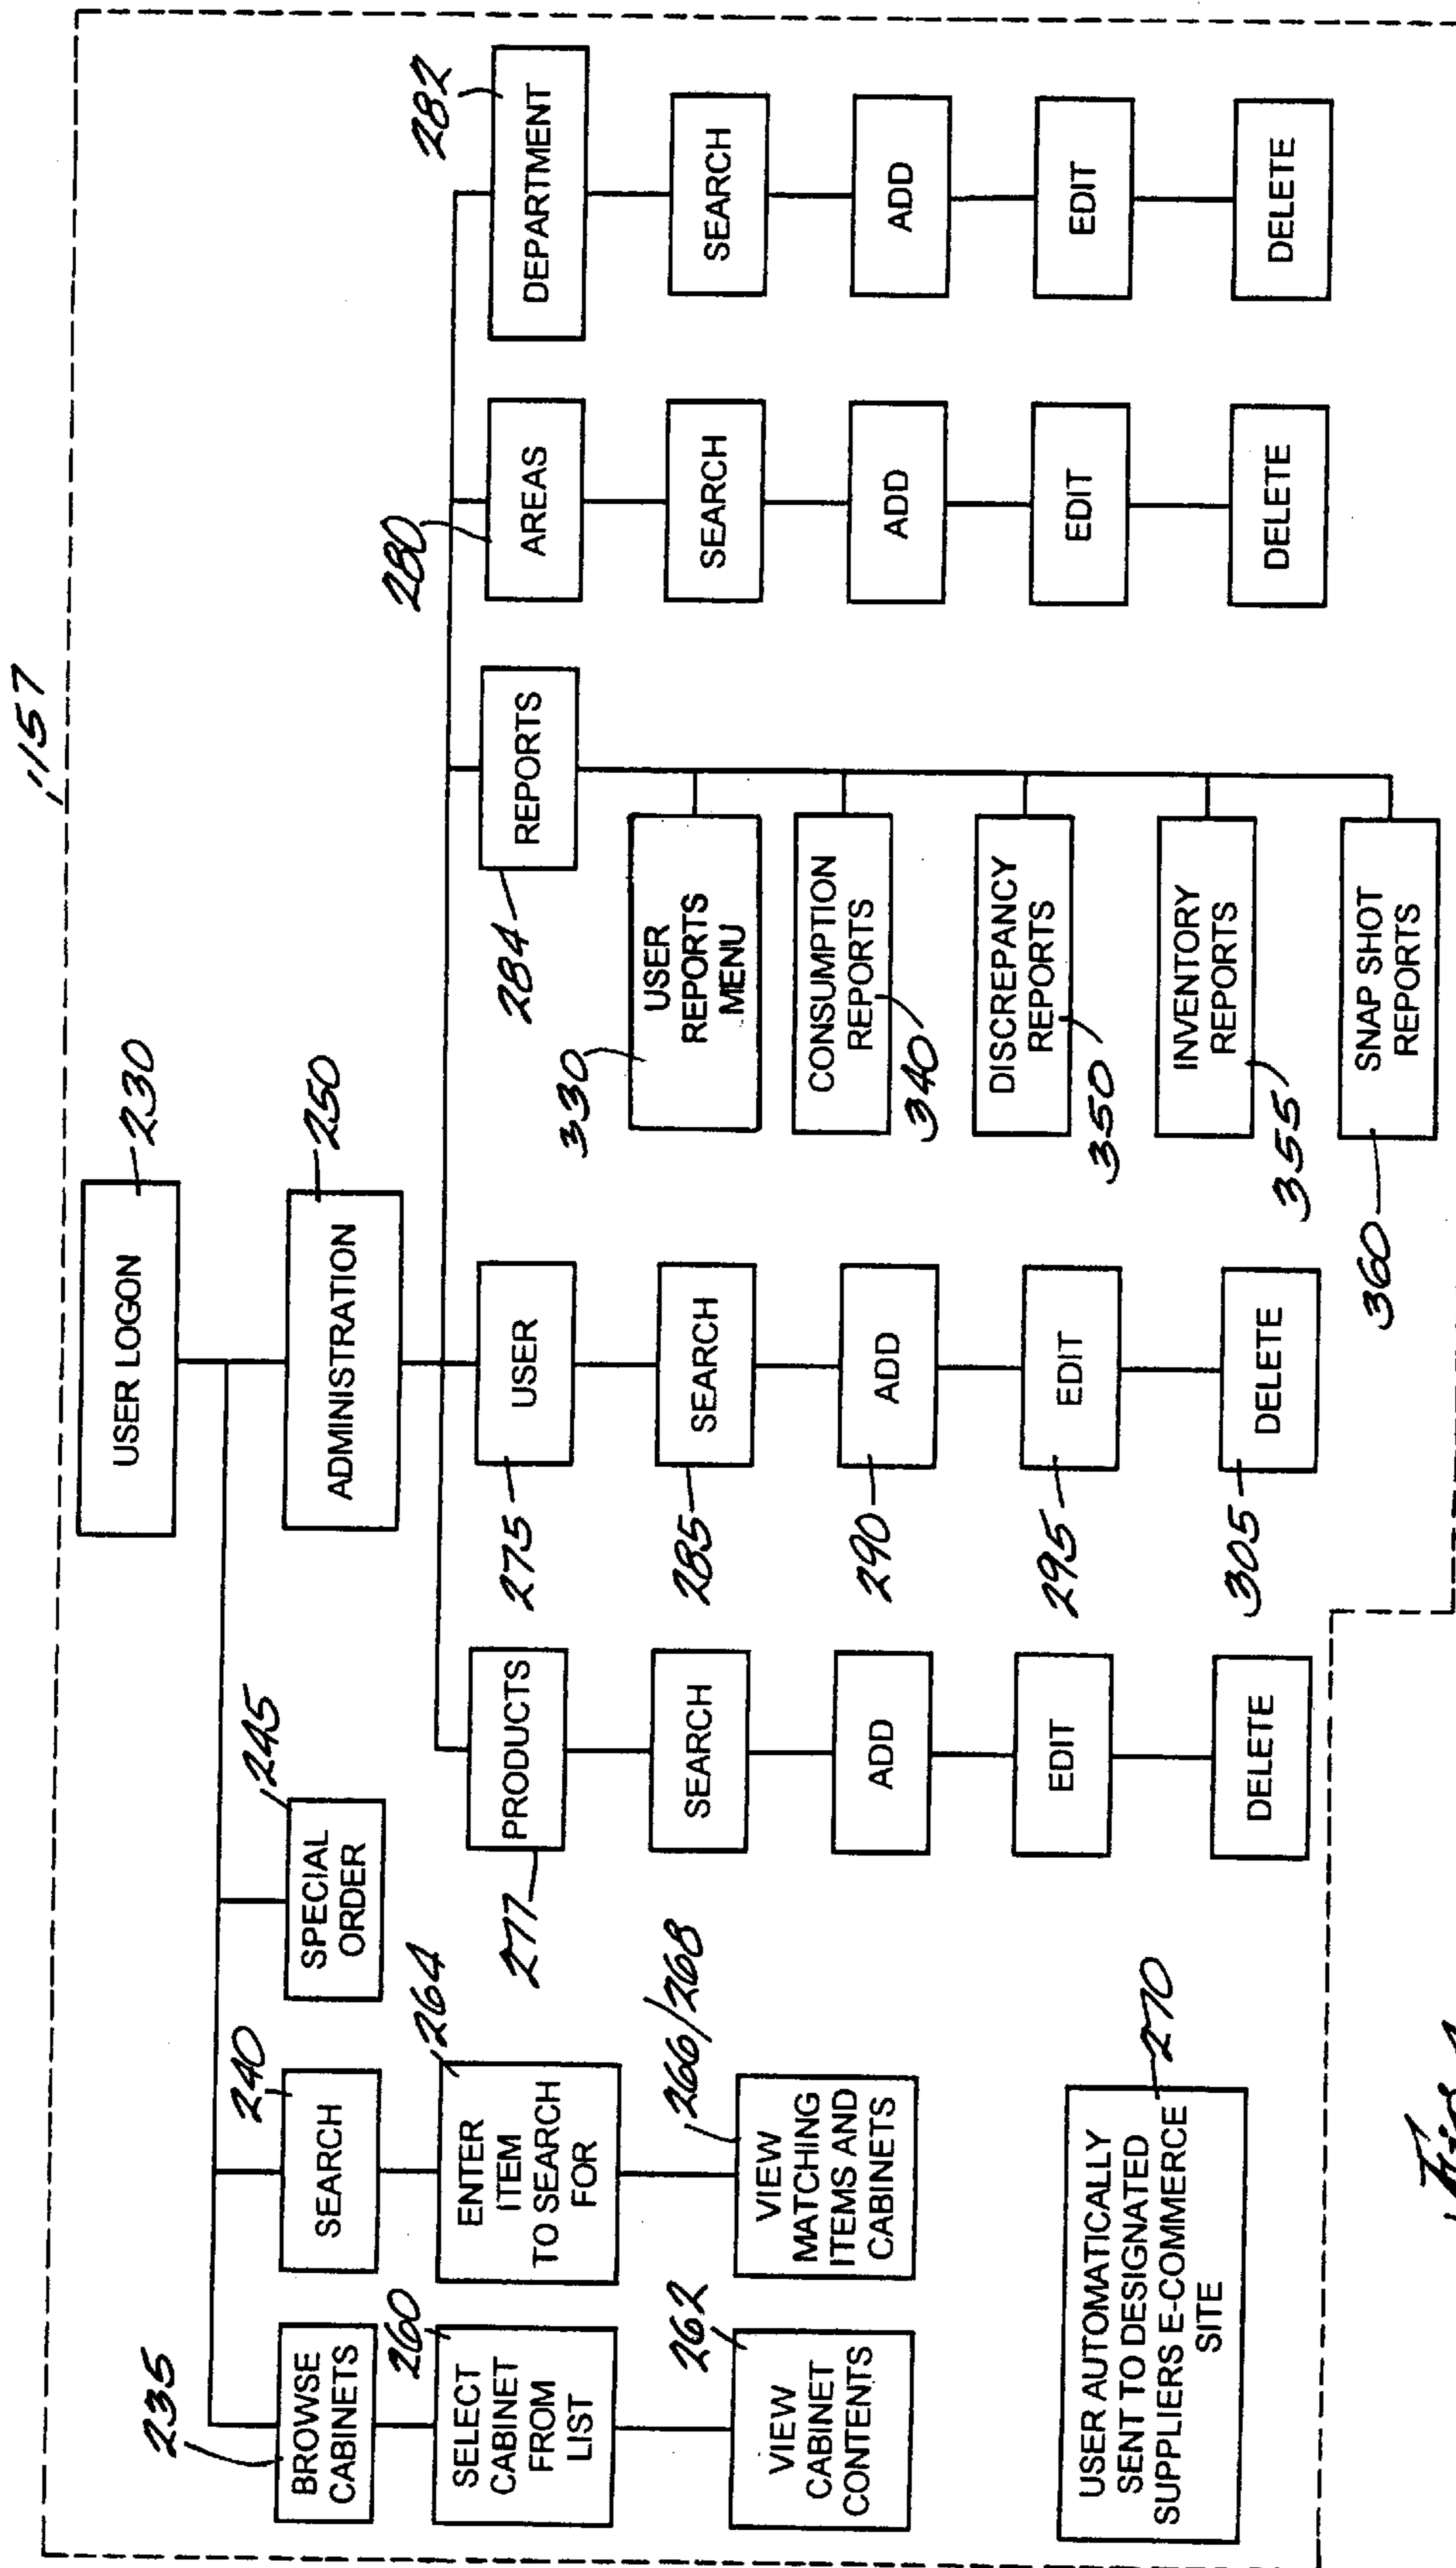 157
USER LOGON
230
ADMINISTRATION
250
235
BROWSE
CABINETS
240
SEARCH
245
SPECIAL
ORDER
260
SELECT
CABINET
FROM
LIST
264
ENTER
ITEM
TO SEARCH
FOR
262
VIEW
CABINET
CONTENTS
266/268
VIEW
MATCHING
ITEMS AND
CABINETS
270
USER AUTOMATICALLY
SENT TO DESIGNATED
SUPPLIERS E-COMMERCE
SITE
277
PRODUCTS
SEARCH
ADD
EDIT
DELETE
275
USER
285
SEARCH
290
ADD
295
EDIT
305
DELETE
284
REPORTS
330
USER
REPORTS
MENU
CONSUMPTION
REPORTS
340
DISCREPANCY
REPORTS
350
INVENTORY
REPORTS
355
SNAP SHOT
REPORTS
360
280
AREAS
SEARCH
ADD
EDIT
DELETE
282
DEPARTMENT
SEARCH
ADD
EDIT
DELETE